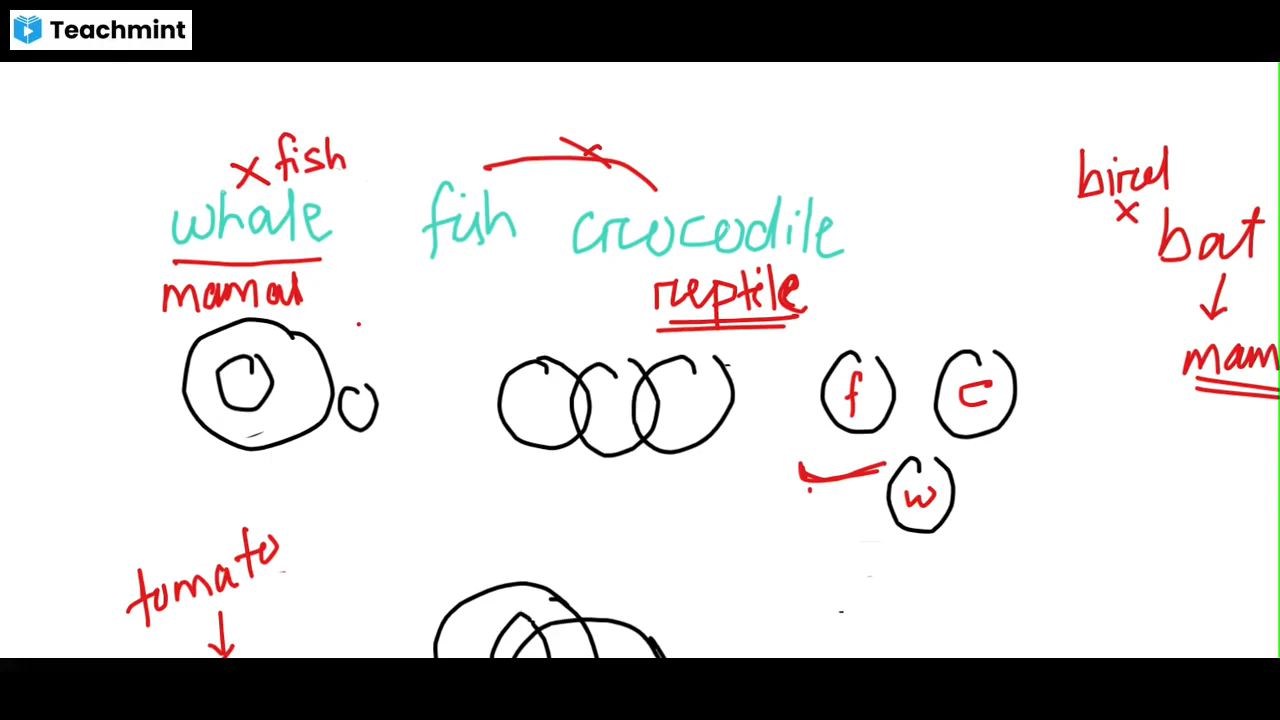 Teachmint
× fish
whale fish crocodile
mamal
reptile
bird
×
bat
mam
f c
w
tomato